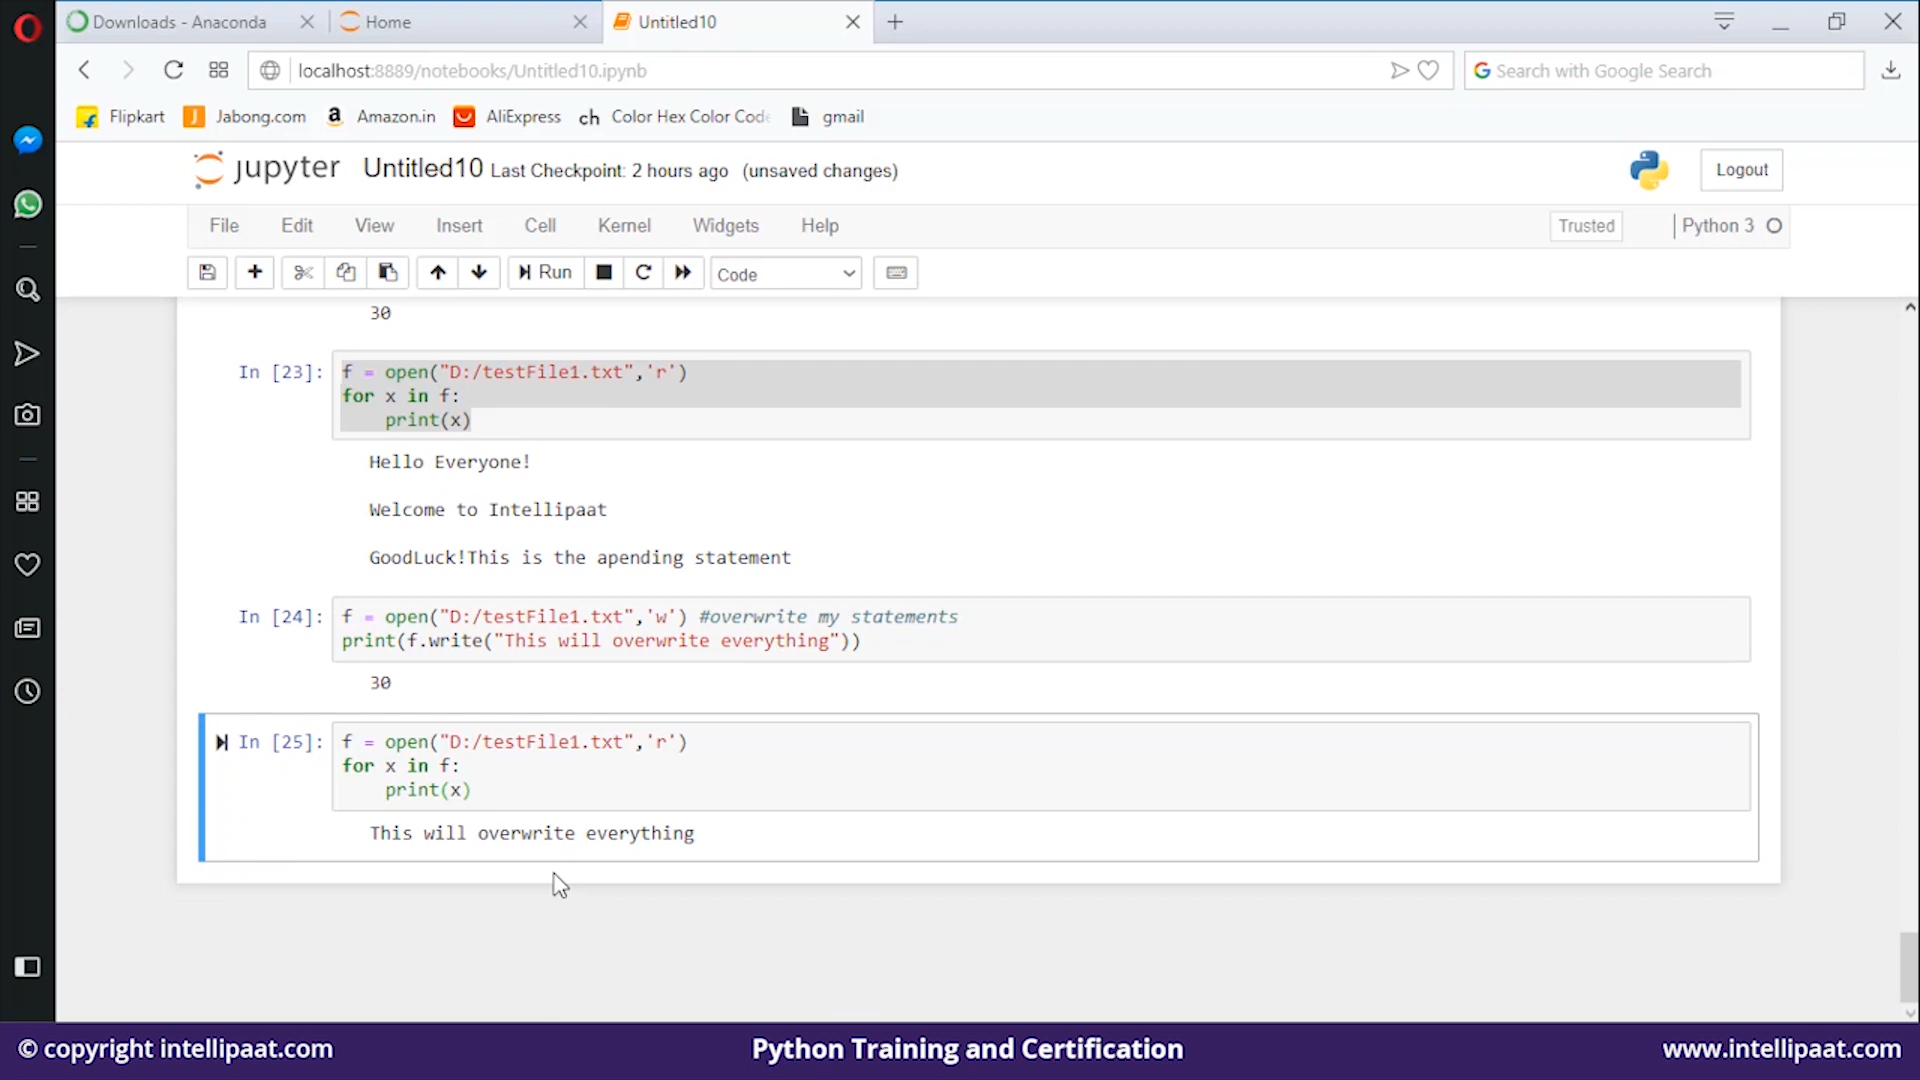 Downloads - Anaconda
Home
Untitled10
localhost:8889/notebooks/Untitled10.ipynb
Search with Google Search
Flipkart
Jabong.com
Amazon.in
AliExpress
ch Color Hex Color Code
gmail
jupyter Untitled10 Last Checkpoint: 2 hours ago (unsaved changes)
Logout
File Edit View Insert Cell Kernel Widgets Help
Trusted
Python 3
Run
Code
30
In [23]: f = open("D:/testFile1.txt",'r')
for x in f:
print(x)
Hello Everyone!
Welcome to Intellipaat
GoodLuck!This is the apending statement
In [24]: f = open("D:/testFile1.txt",'w') #overwrite my statements
print(f.write("This will overwrite everything"))
30
In [25]: f = open("D:/testFile1.txt",'r')
for x in f:
print(x)
This will overwrite everything
© copyright intellipaat.com
Python Training and Certification
www.intellipaat.com